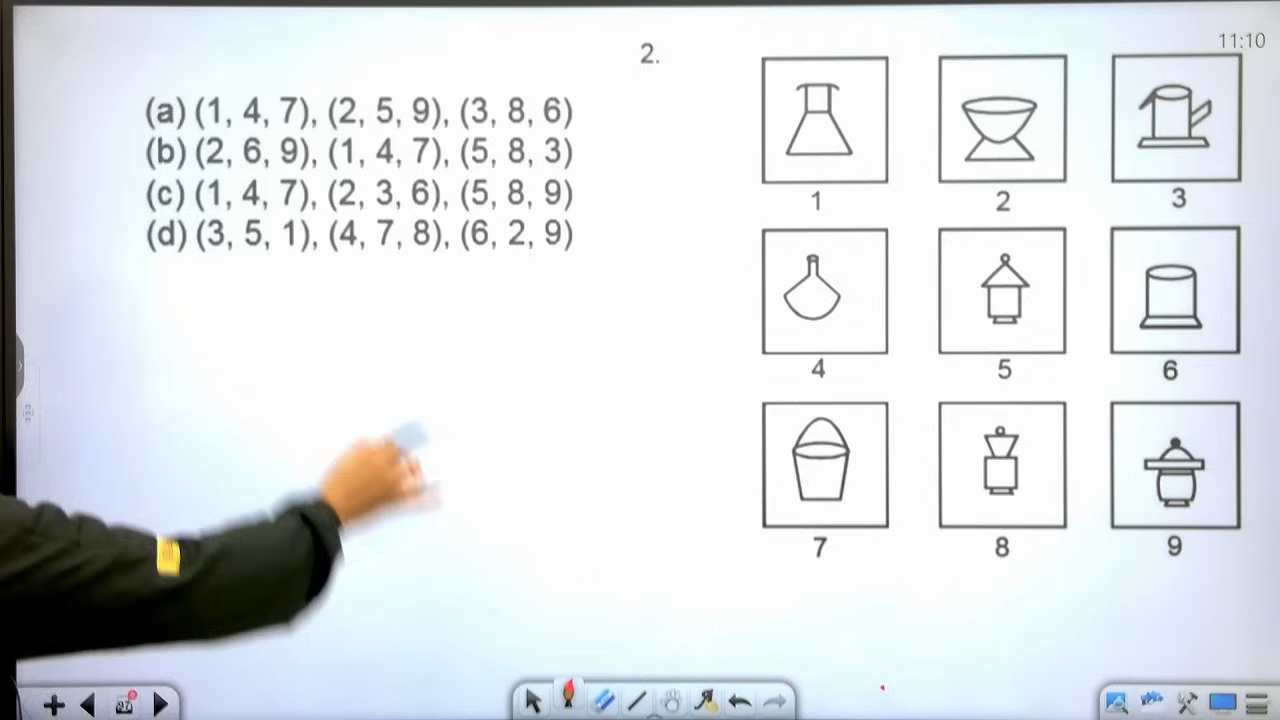 11:10
2.
(a) (1, 4, 7), (2, 5, 9), (3, 8, 6)
(b) (2, 6, 9), (1, 4, 7), (5, 8, 3)
(c) (1, 4, 7), (2, 3, 6), (5, 8, 9)
(d) (3, 5, 1), (4, 7, 8), (6, 2, 9)
1 2 3
4 5 6
7 8 9